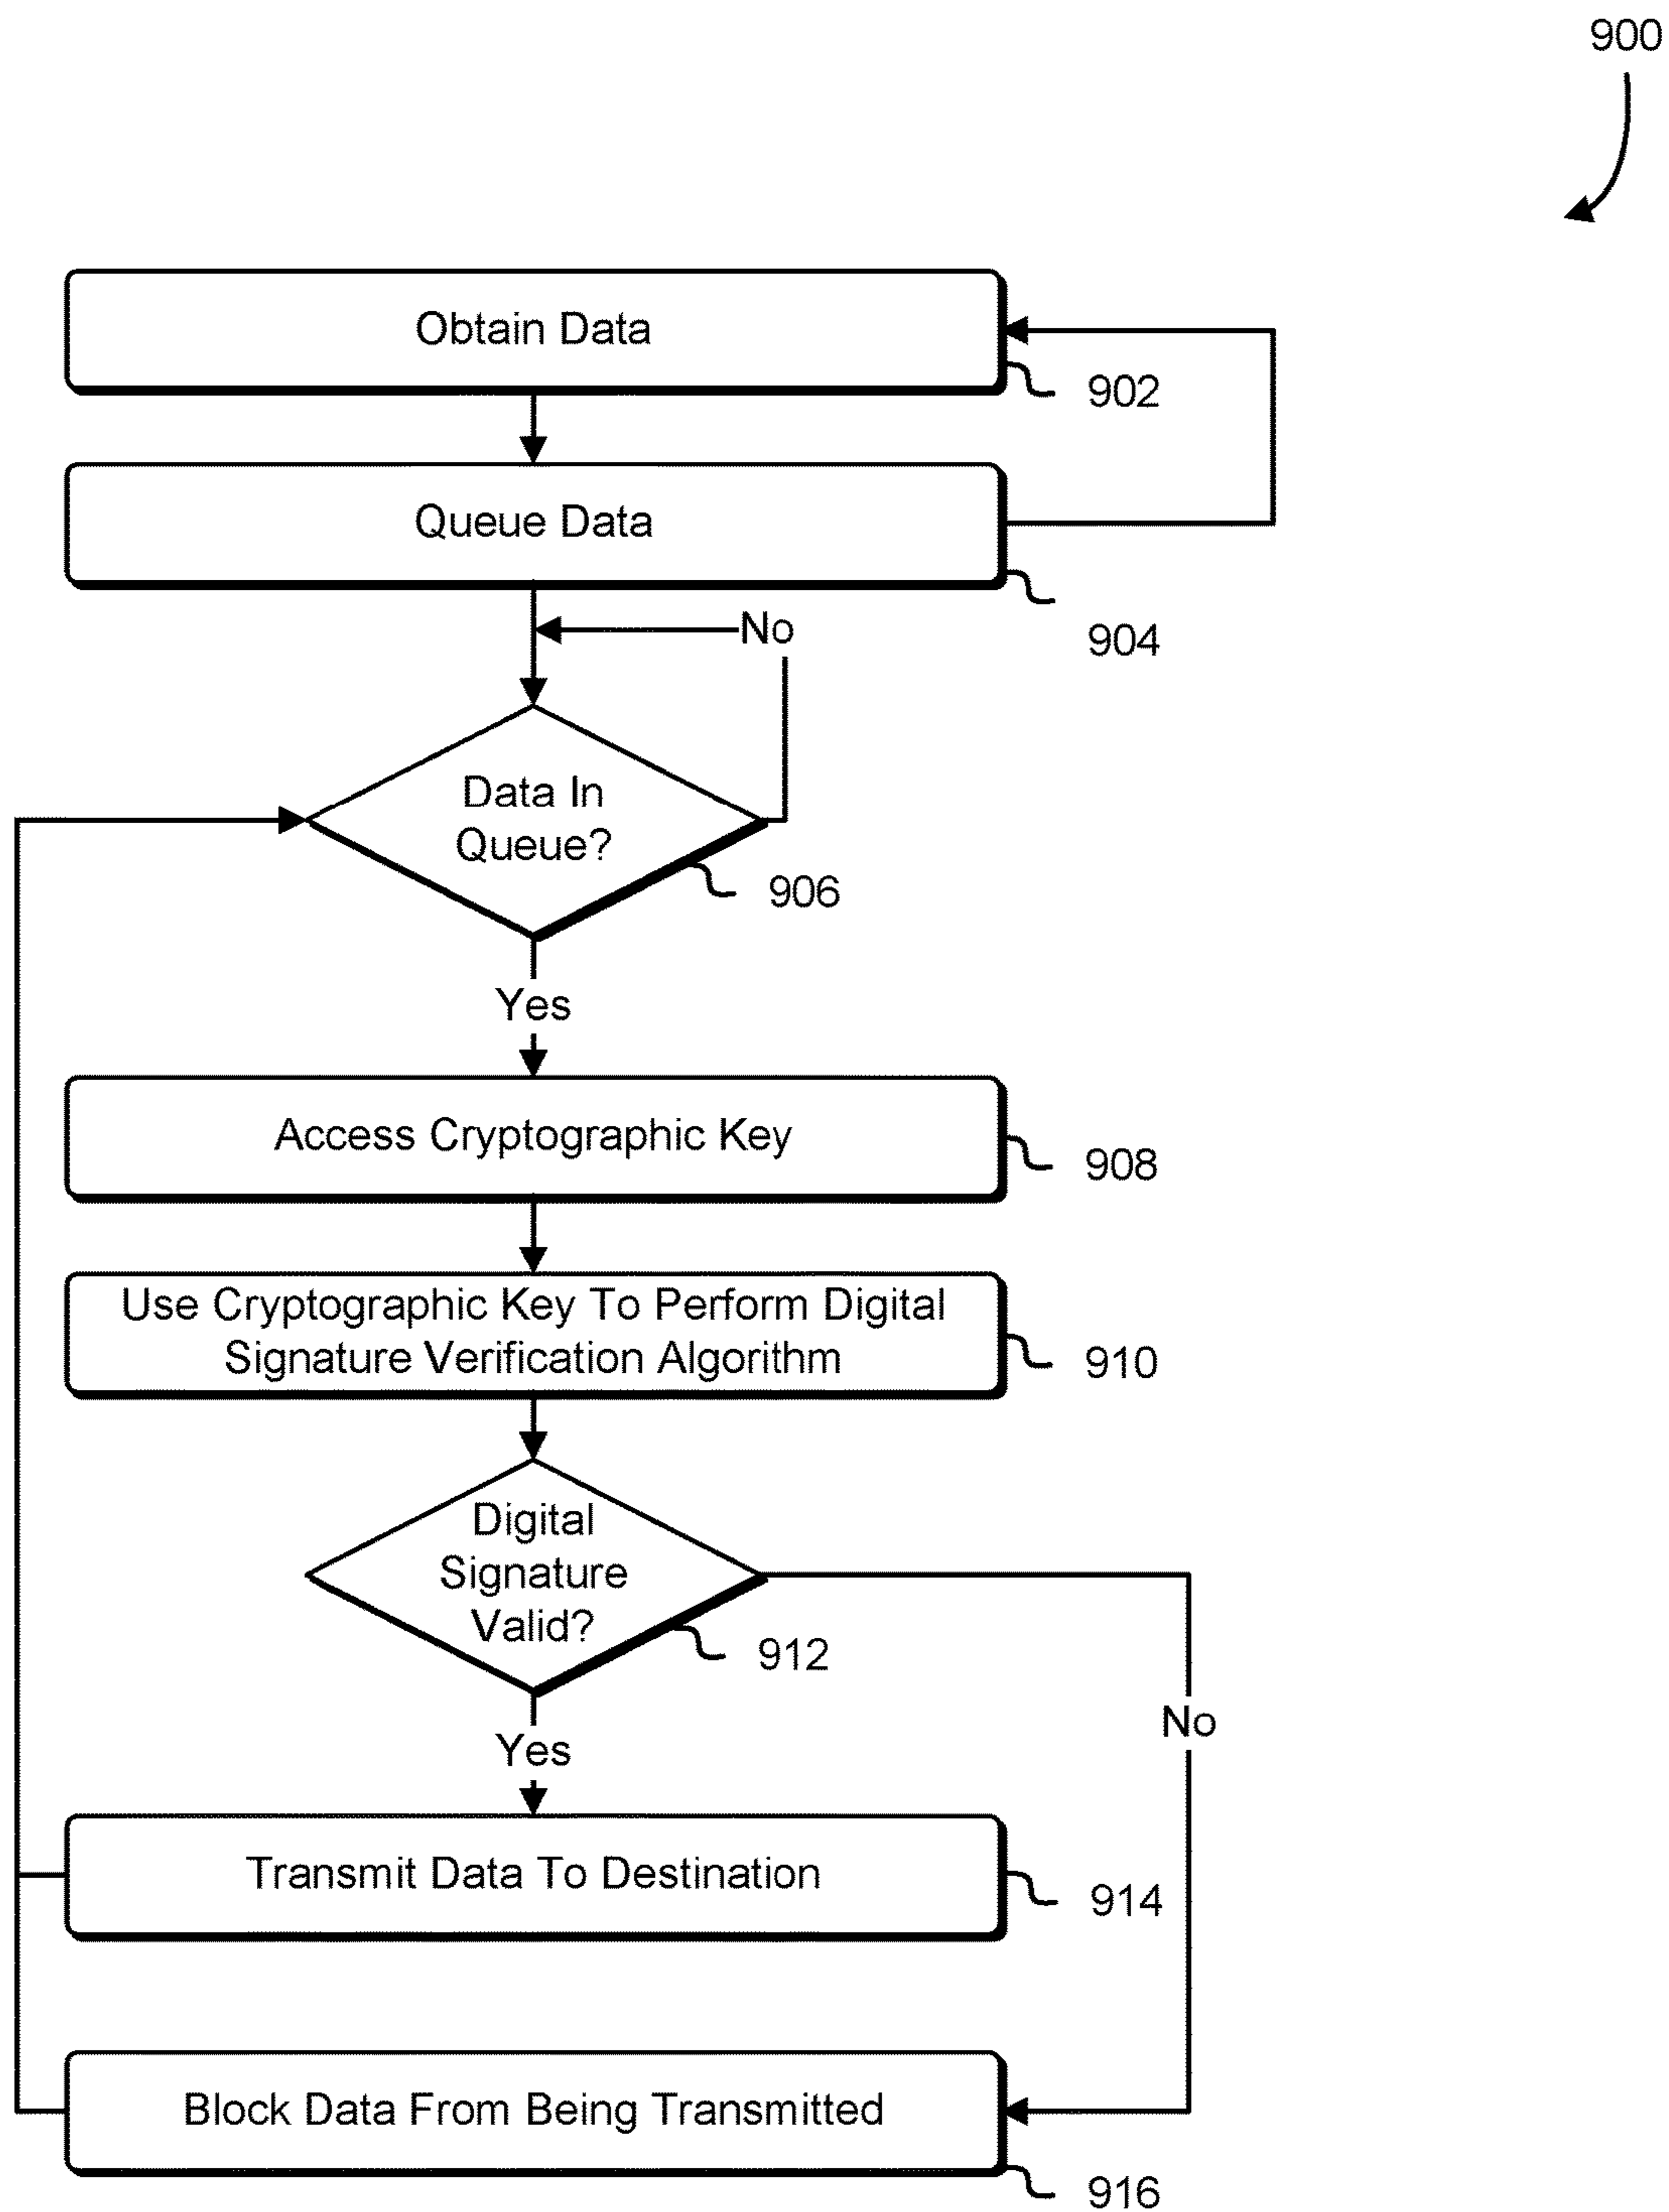 900
Obtain Data
902
Queue Data
904
No
Data In
Queue?
906
Yes
Access Cryptographic Key
908
Use Cryptographic Key To Perform Digital
Signature Verification Algorithm
910
Digital
Signature
Valid?
912
No
Yes
Transmit Data To Destination
914
Block Data From Being Transmitted
916